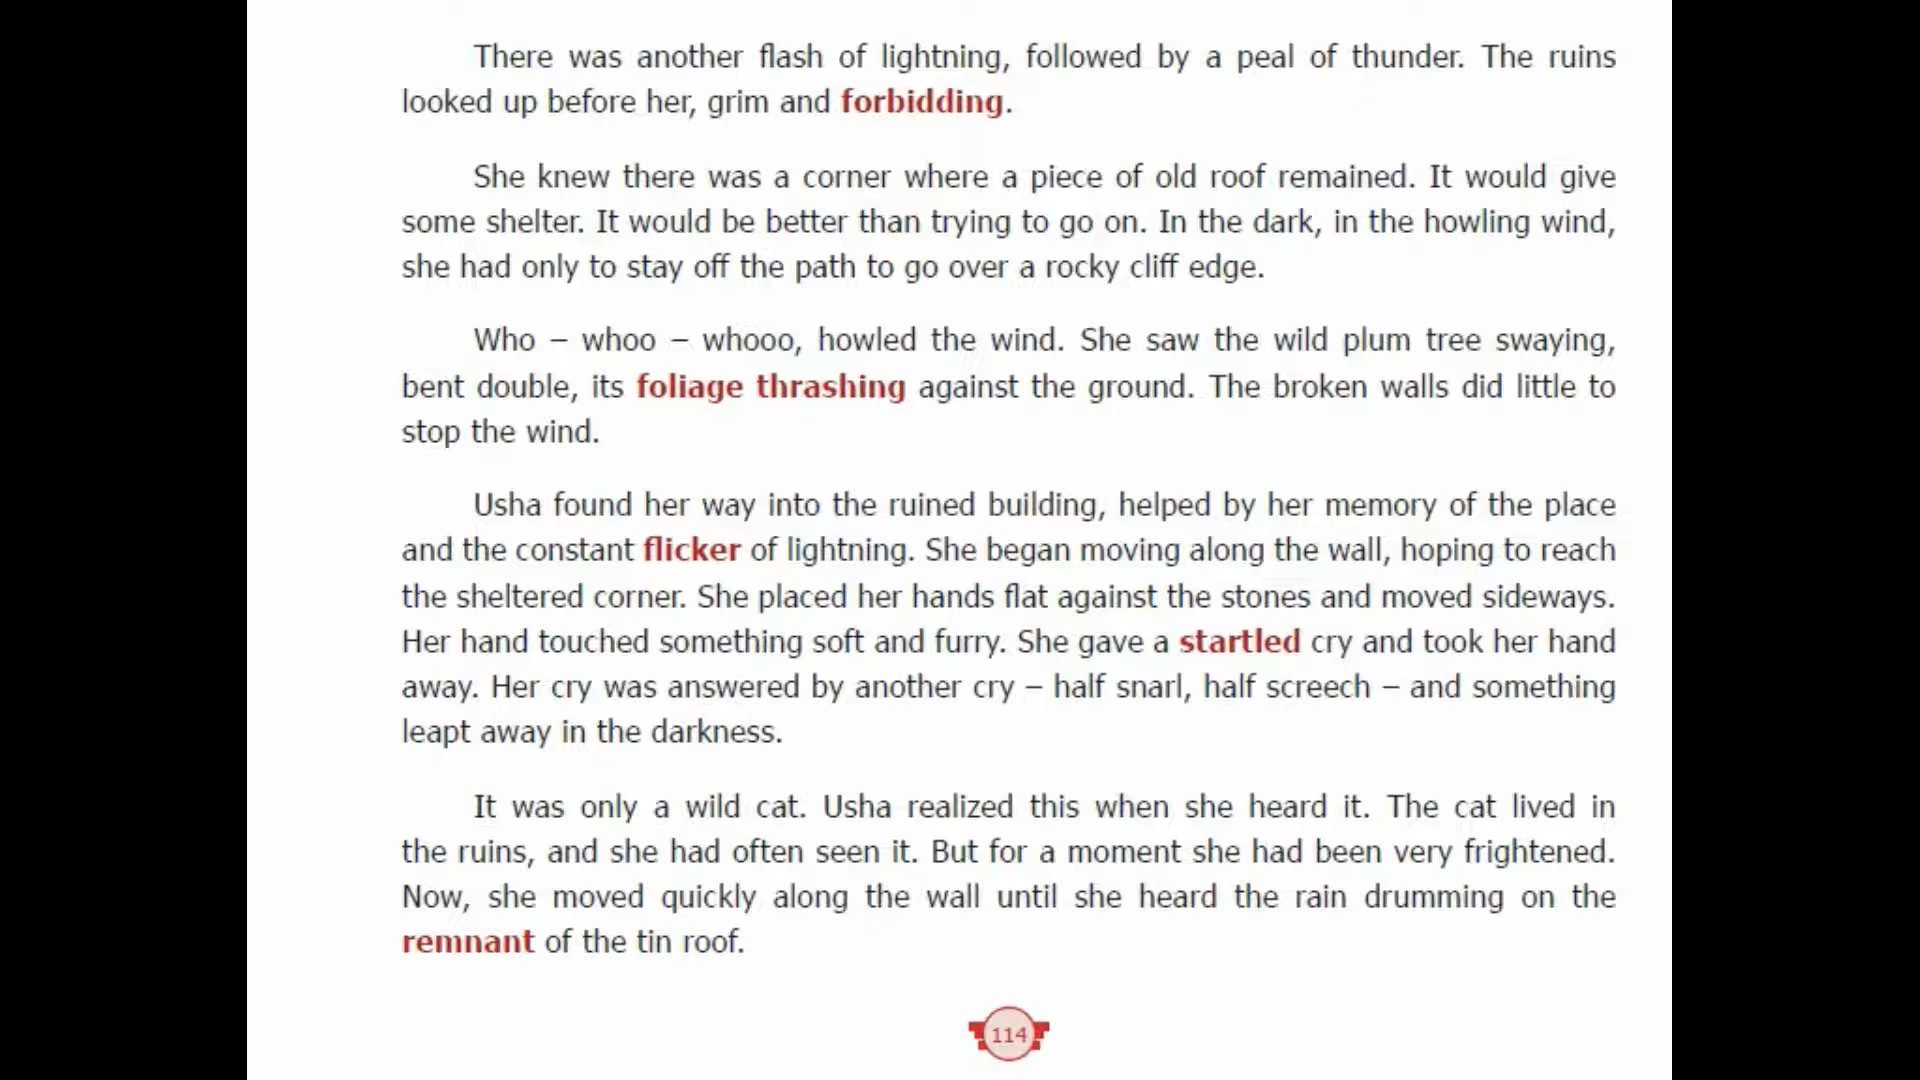 There was another flash of lightning, followed by a peal of thunder. The ruins
looked up before her, grim and forbidding.
She knew there was a corner where a piece of old roof remained. It would give
some shelter. It would be better than trying to go on. In the dark, in the howling wind,
she had only to stay off the path to go over a rocky cliff edge.
Who – whoo – whooo, howled the wind. She saw the wild plum tree swaying,
bent double, its foliage thrashing against the ground. The broken walls did little to
stop the wind.
Usha found her way into the ruined building, helped by her memory of the place
and the constant flicker of lightning. She began moving along the wall, hoping to reach
the sheltered corner. She placed her hands flat against the stones and moved sideways.
Her hand touched something soft and furry. She gave a startled cry and took her hand
away. Her cry was answered by another cry – half snarl, half screech – and something
leapt away in the darkness.
It was only a wild cat. Usha realized this when she heard it. The cat lived in
the ruins, and she had often seen it. But for a moment she had been very frightened.
Now, she moved quickly along the wall until she heard the rain drumming on the
remnant of the tin roof.
114